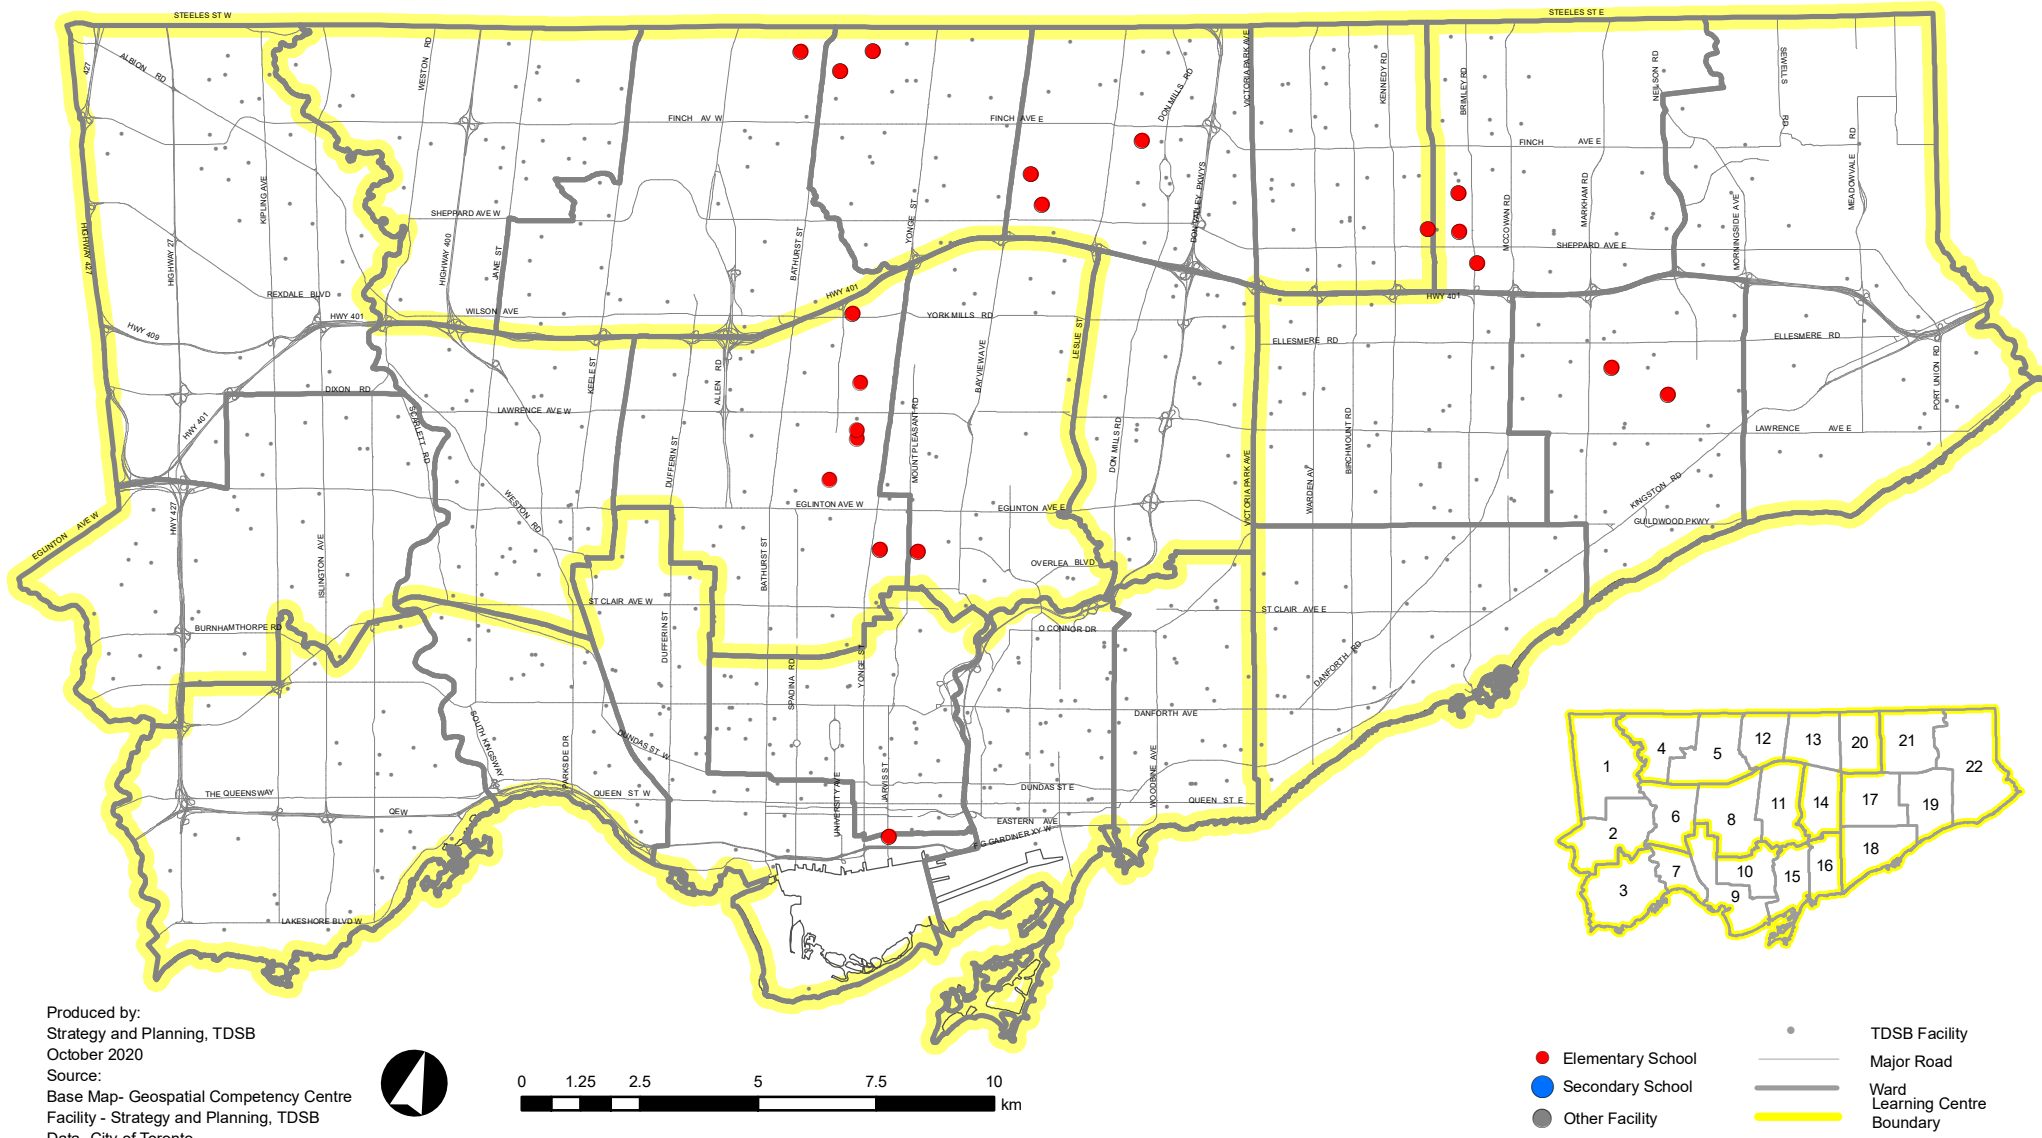 STEELES ST W
STEELES ST E
427
ALBION RD
WESTON RD
DON MILLS RD
VICTORIA PARK AVE
KENNEDY RD
BRIMLEY RD
NEILSON RD
SEWELLS RD
FINCH AV W
FINCH AVE E
FINCH AVE E
KIPLING AVE
MARKHAM RD
MCCOWAN RD
MORNINGSIDE AVE
MEADOWVALE RD
SHEPPARD AVE W
SHEPPARD AVE E
HIGHWAY 427
HIGHWAY 27
HIGHWAY 400
JANE ST
BATHURST ST
YONGE ST
DON VALLEY PKWY S
REXDALE BLVD
HWY 401
WILSON AVE
HWY 401
YORK MILLS RD
HWY 401
HWY 409
ELLESMERE RD
ELLESMERE RD
LESLIE ST
KEELE ST
ALLEN RD
BAYVIEW AVE
PORT UNION RD
DIXON RD
SCARLETT RD
LAWRENCE AVE W
MOUNT PLEASANT RD
DON MILLS RD
BIRCHMOUNT RD
LAWRENCE AVE E
HWY 401
DUFFERIN ST
VICTORIA PARK AVE
WARDEN AV
KINGSTON RD
GUILDWOOD PKWY
EGLINTON AVE W
HWY 427
WESTON RD
EGLINTON AVE W
EGLINTON AVE E
ISLINGTON AVE
BATHURST ST
OVERLEA BLVD
ST CLAIR AVE W
ST CLAIR AVE E
BURNHAMTHORPE RD
DUFFERIN ST
YONGE ST
O CONNOR DR
DANFORTH RD
SPADINA RD
DANFORTH AVE
SOUTH KINGSWAY
PARKSIDE DR
DUNDAS ST W
THE QUEENSWAY
QEW
QUEEN ST W
UNIVERSITY AVE
JARVIS ST
DUNDAS ST E
QUEEN ST E
WOODBINE AVE
EASTERN AVE
F G GARDINER XY W
LAKESHORE BLVD W
1
2
3
4
5
6
7
8
9
10
11
12
13
14
15
16
17
18
19
20
21
22
Produced by:
Strategy and Planning, TDSB
October 2020
Source:
Base Map- Geospatial Competency Centre
Facility - Strategy and Planning, TDSB
Data- City of Toronto
0 1.25 2.5 5 7.5 10
km
Elementary School
Secondary School
Other Facility
TDSB Facility
Major Road
Ward
Learning Centre
Boundary